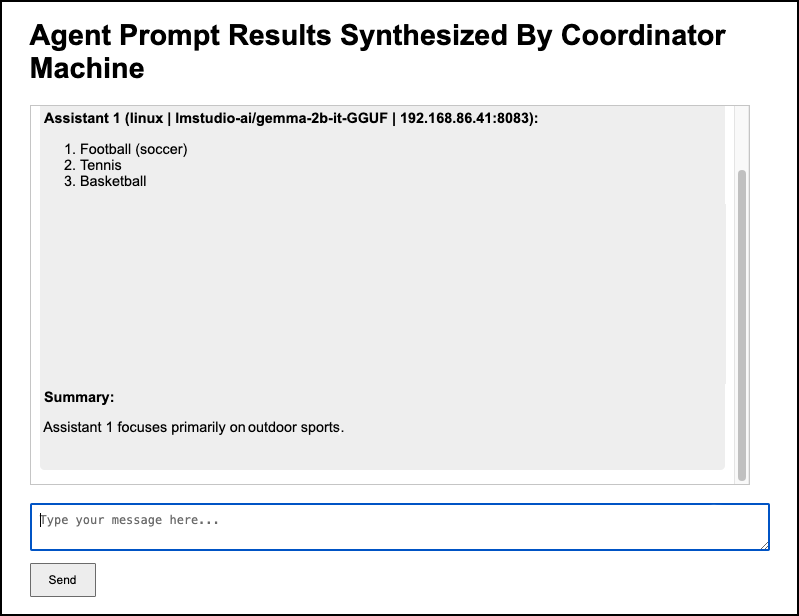 Agent Prompt Results Synthesized By Coordinator
Machine
Assistant 1 (linux | lmstudio-ai/gemma-2b-it-GGUF | 192.168.86.41:8083):
1. Football (soccer)
2. Tennis
3. Basketball
Summary:
Assistant 1 focuses primarily on outdoor sports.
Type your message here...
Send